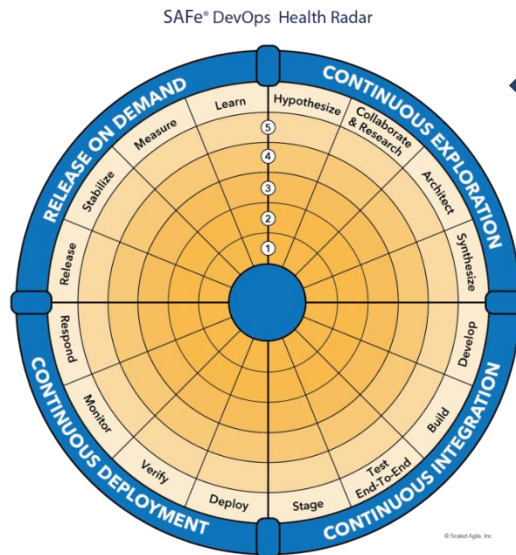 SAFe® DevOps Health Radar
CONTINUOUS EXPLORATION
Hypothesize
Collaborate
& Research
Architect
Synthesize
CONTINUOUS INTEGRATION
Develop
Build
Test
End-To-End
Stage
CONTINUOUS DEPLOYMENT
Deploy
Verify
Monitor
Respond
RELEASE ON DEMAND
Release
Stabilize
Measure
Learn
5
4
3
2
1
© Scaled Agile, Inc.